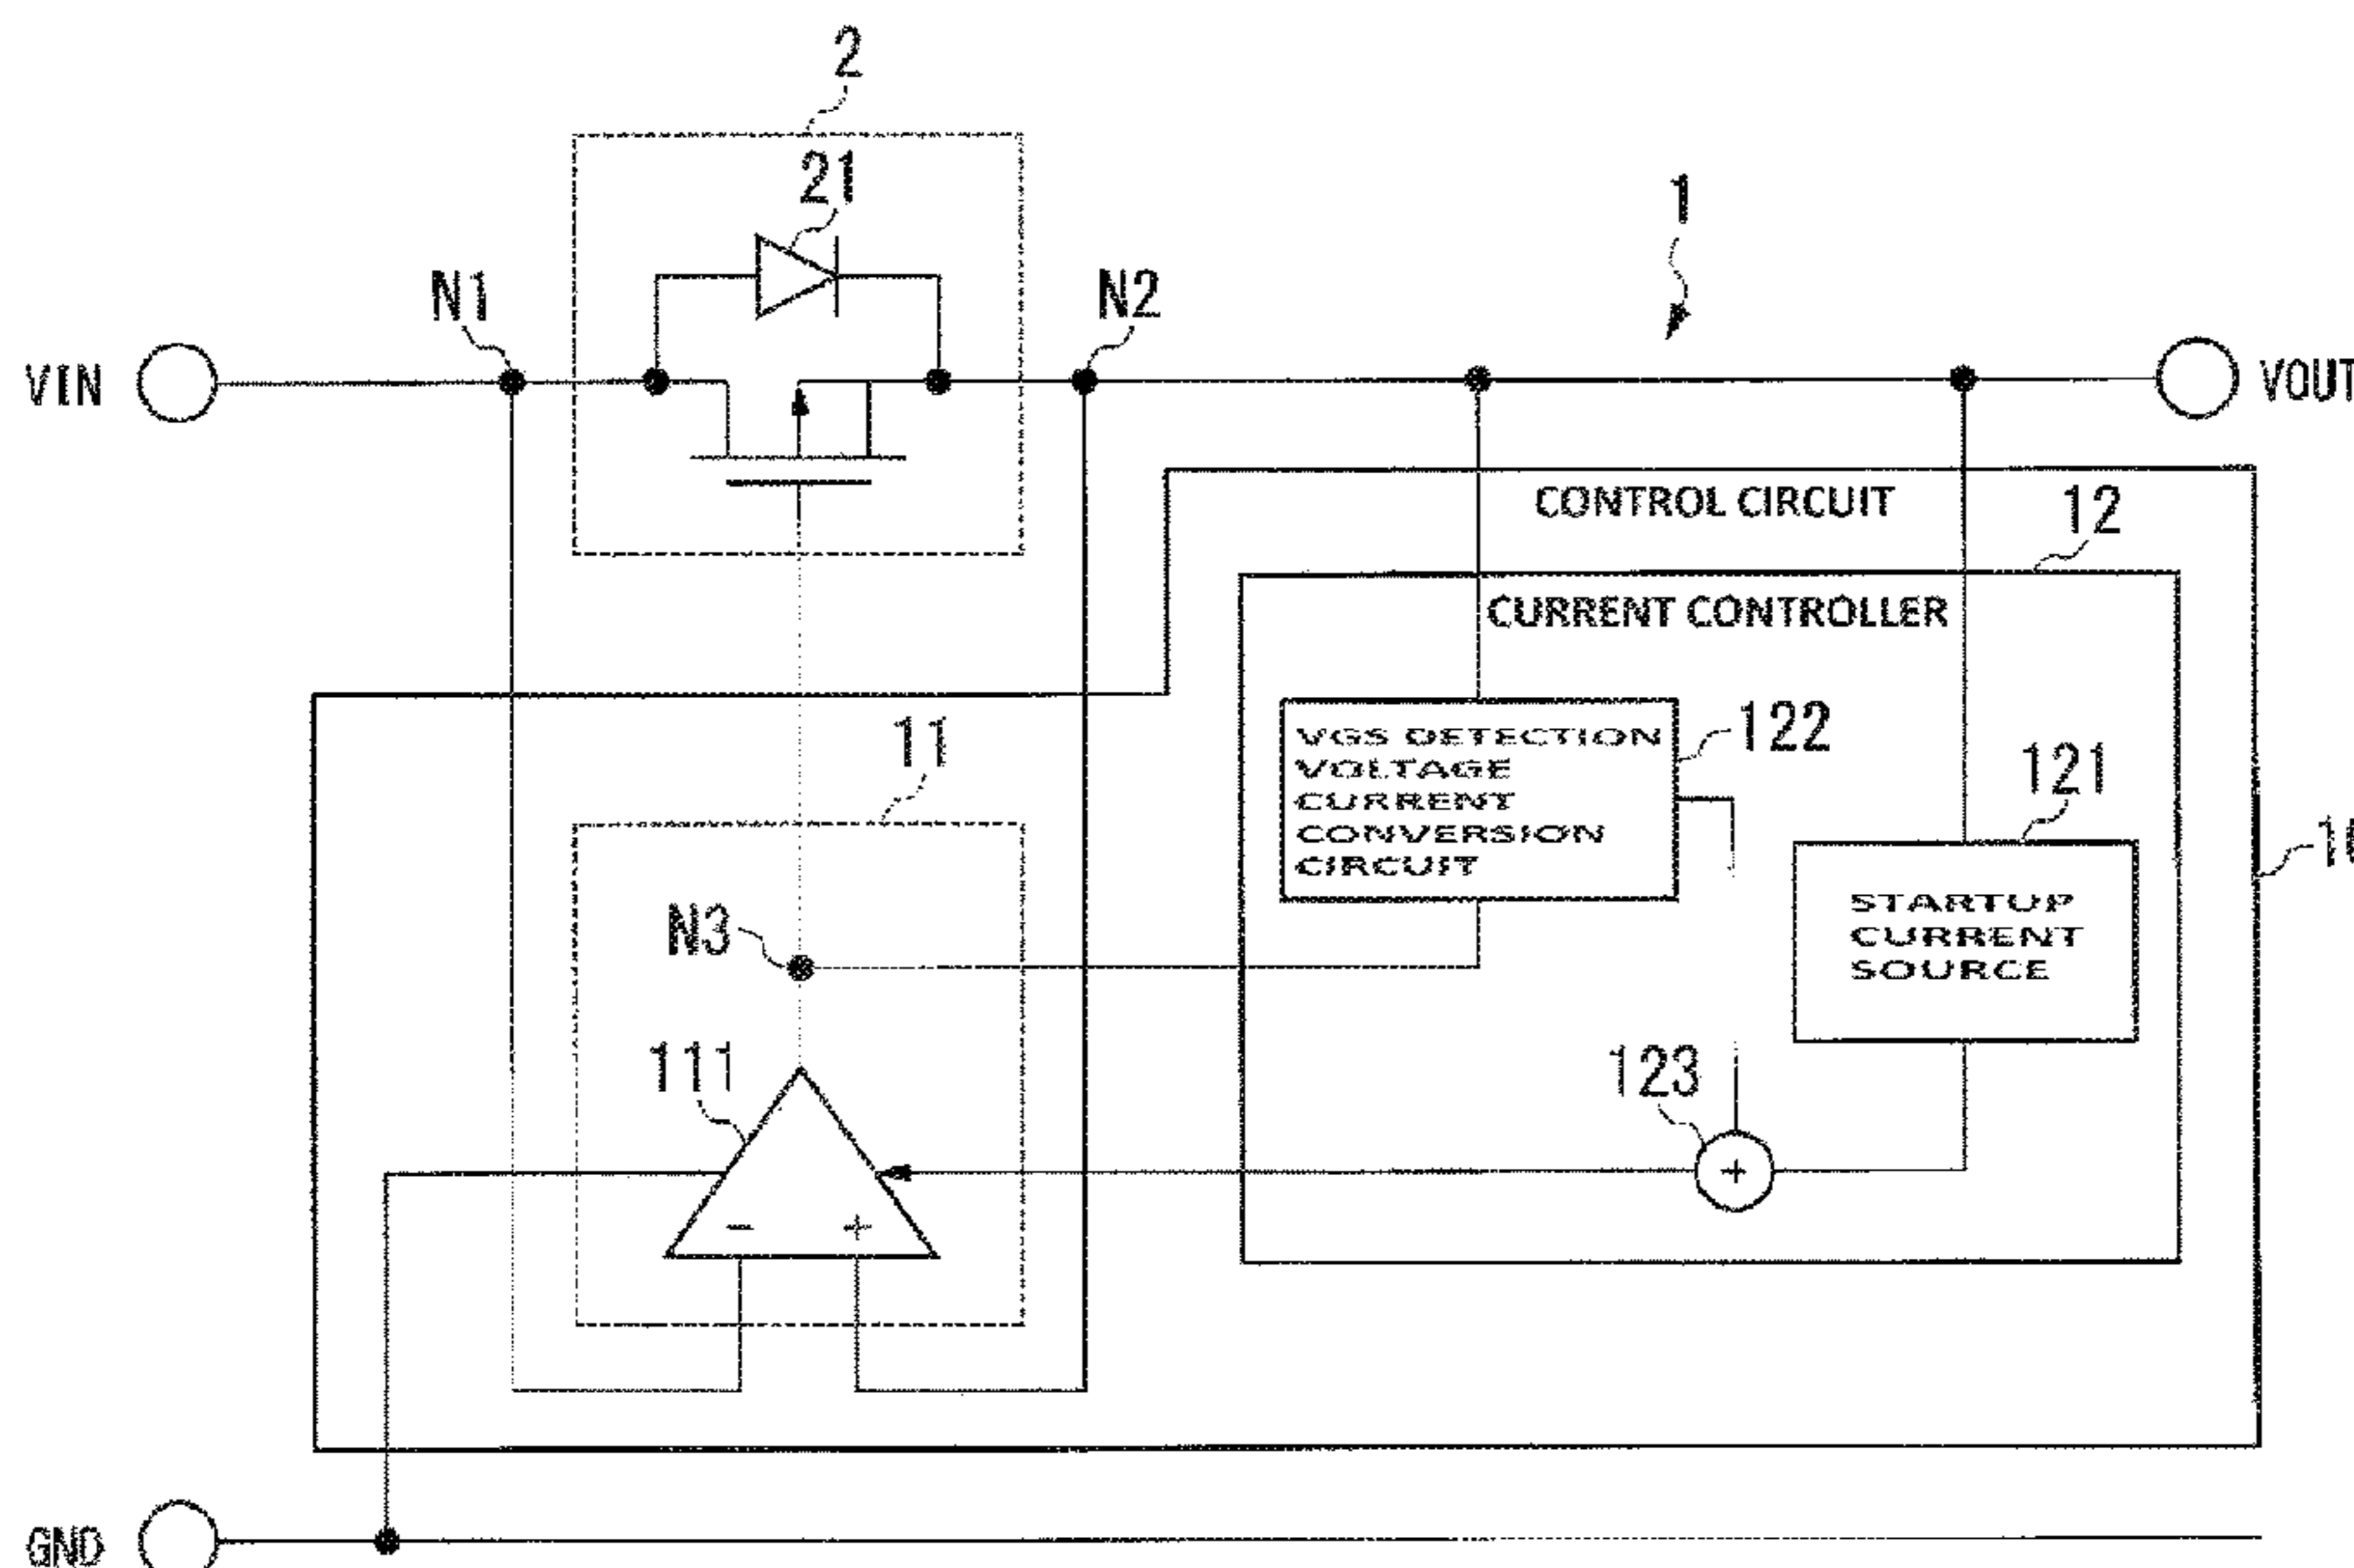 2
21
1
N1
N2
VIN
VOUT
CONTROL CIRCUIT
12
CURRENT CONTROLLER
11
VGS DETECTION
VOLTAGE
CURRENT
CONVERSION
CIRCUIT
122
121
STARTUP
CURRENT
SOURCE
N3
111
123
+
- +
GND